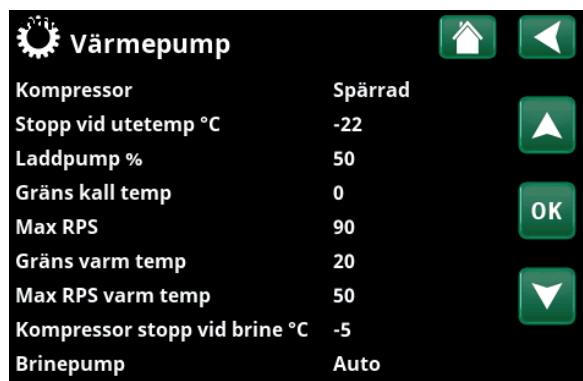 Värmepump
Kompressor Spärrad
Stopp vid utetemp °C -22
Laddpump % 50
Gräns kall temp 0
Max RPS 90
Gräns varm temp 20
Max RPS varm temp 50
Kompressor stopp vid brine °C -5
Brinepump Auto
OK